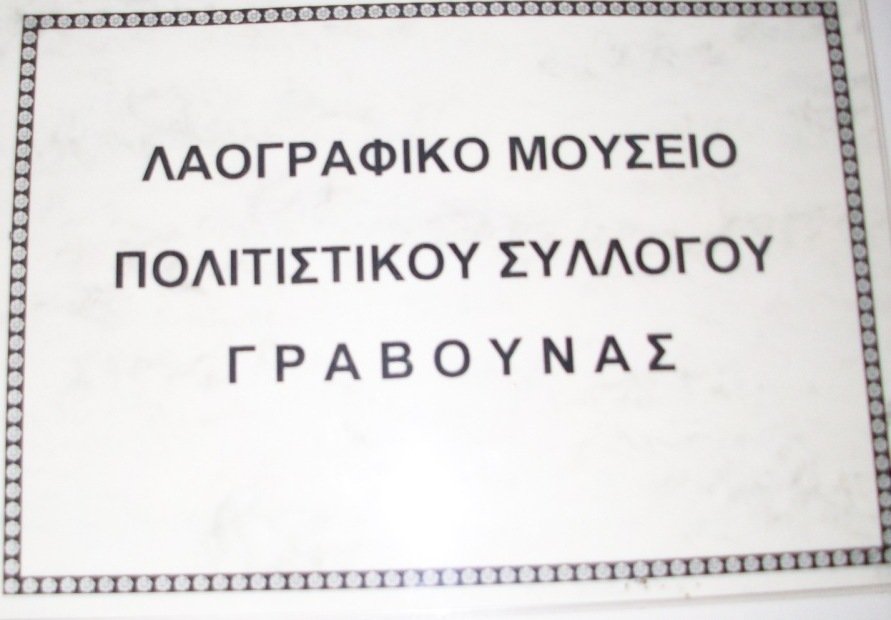 ΛΑΟΓΡΑΦΙΚΟ ΜΟΥΣΕΙΟ
ΠΟΛΙΤΙΣΤΙΚΟΥ ΣΥΛΛΟΓΟΥ
Γ Ρ Α Β Ο Υ Ν Α Σ